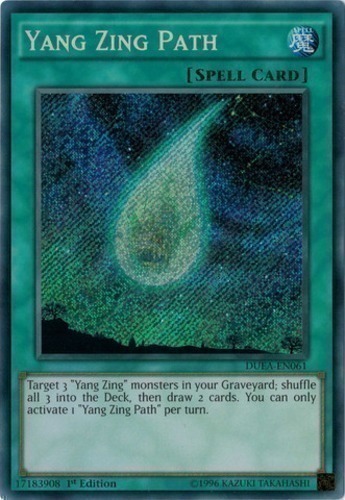 YANG ZING PATH
SPELL
魔
[SPELL CARD]
DUEA-EN061
Target 3 "Yang Zing" monsters in your Graveyard; shuffle
all 3 into the Deck, then draw 2 cards. You can only
activate 1 "Yang Zing Path" per turn.
17183908 1st Edition ©1996 KAZUKI TAKAHASHI